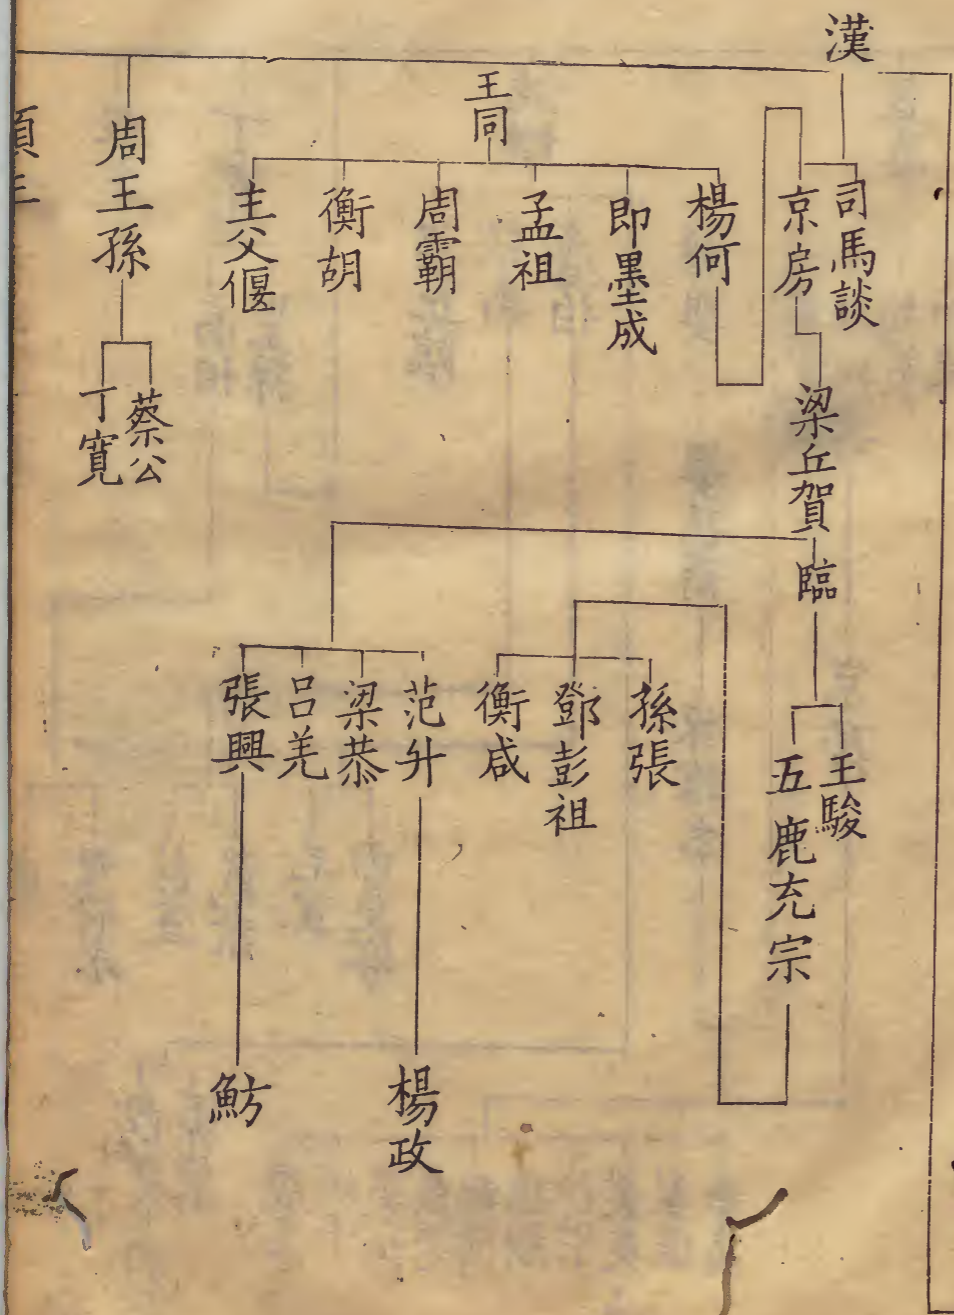 漢
司馬談
京房
梁丘賀
臨
王駿
五鹿充宗
王同
楊何
即墨成
孟祖
周霸
衡胡
主父偃
孫張
鄧彭祖
衡咸
范升
楊政
梁恭
呂羌
張興
魴
周王孫
蔡公
丁寬
項生